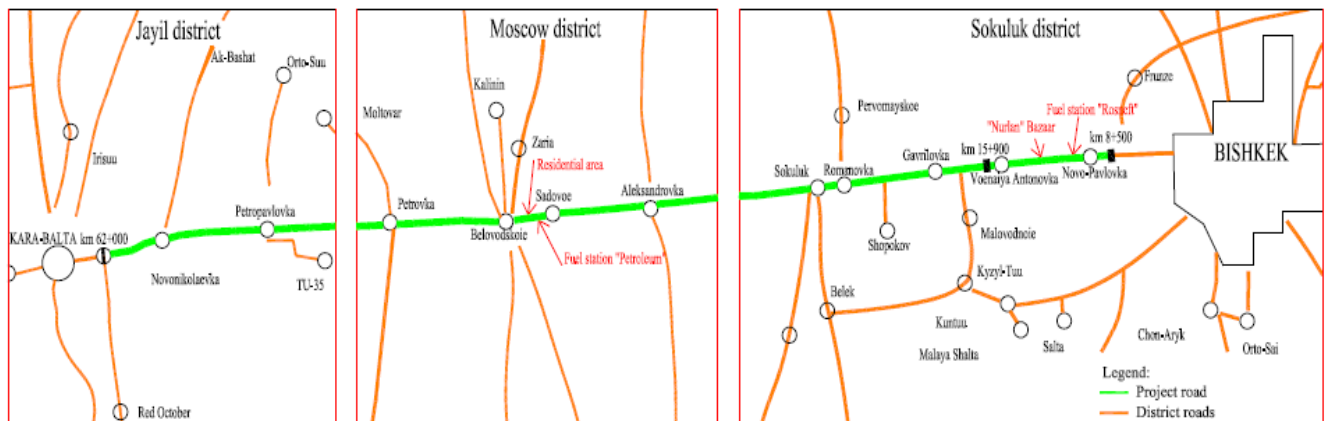 Jayil district
Ak-Bashat
Orto-Suu
Irisuu
Petropavlovka
KARA-BALTA km 62+000
Novonikolaevka
TU-35
Red October
Moscow district
Kalinin
Moltovar
Zaria
Residential area
Sadovoe
Aleksandrovka
Petrovka
Belovodskoie
Fuel station "Petroleum"
Sokuluk district
Frunze
Pervomayskoe
Fuel station "Rosneft"
"Nurlan" Bazaar
km 8+500
km 15+900
Gavrilovka
BISHKEK
Sokuluk
Rommovka
Voenaiya Antonovka
Novo-Pavlovka
Shopokov
Malovodnoie
Kyzyl-Tuu
Belek
Kuntuu
Malaya Shalta
Salta
Chon-Aryk
Orto-Sai
Legend:
Project road
District roads